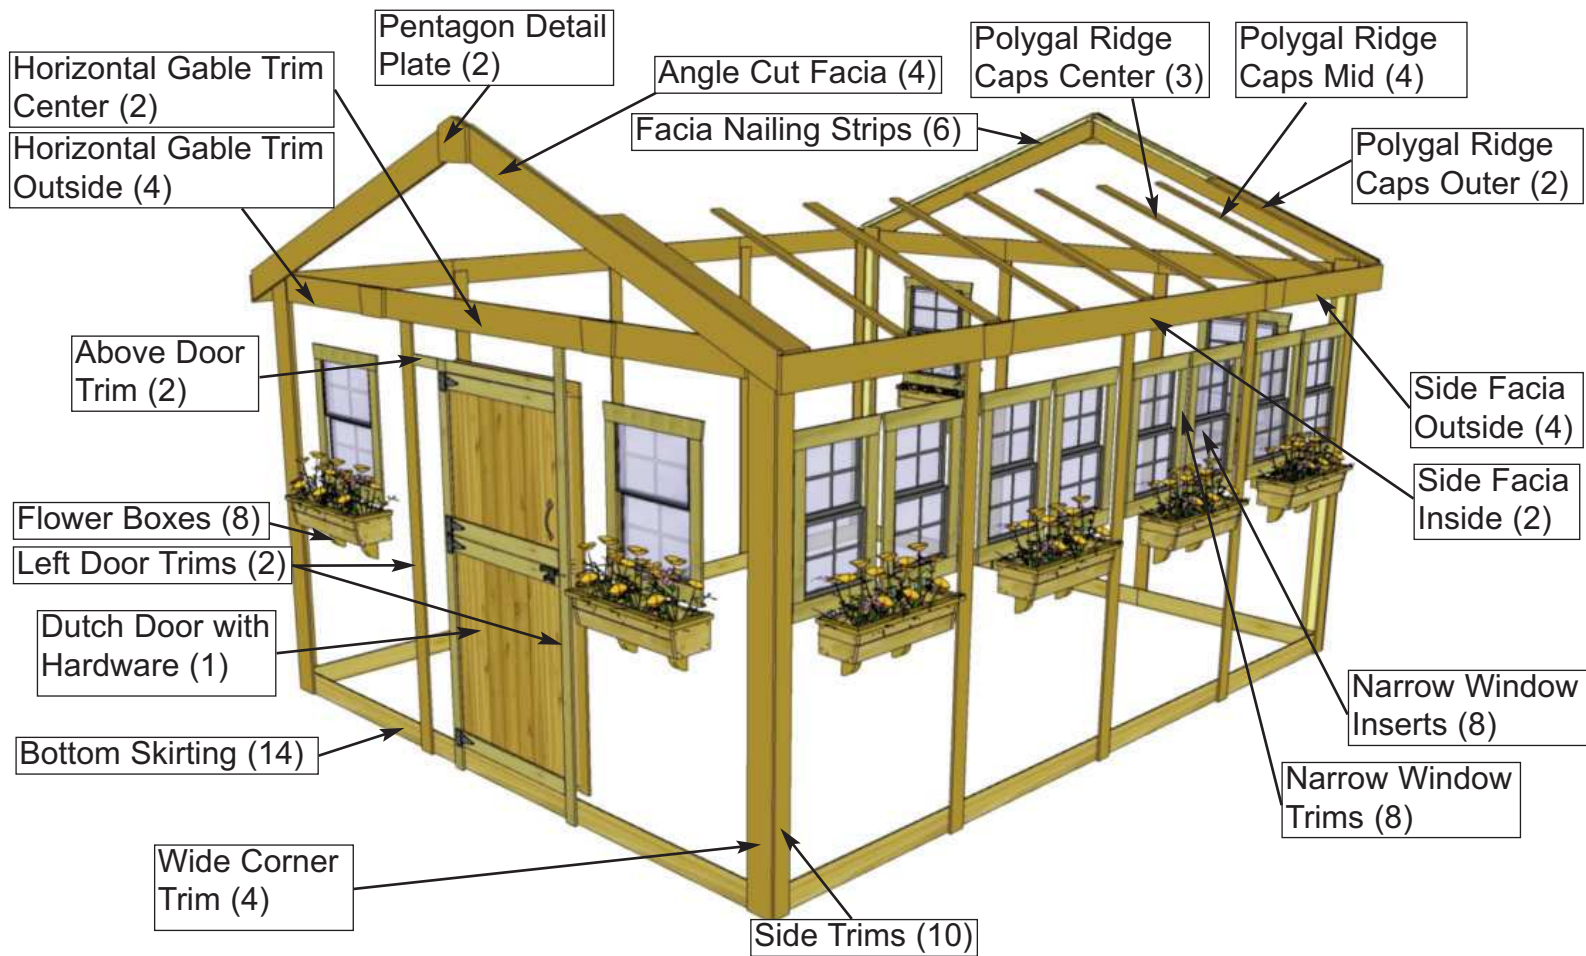 Pentagon Detail
Plate (2)
Horizontal Gable Trim
Center (2)
Horizontal Gable Trim
Outside (4)
Angle Cut Facia (4)
Facia Nailing Strips (6)
Polygal Ridge
Caps Center (3)
Polygal Ridge
Caps Mid (4)
Polygal Ridge
Caps Outer (2)
Above Door
Trim (2)
Side Facia
Outside (4)
Side Facia
Inside (2)
Flower Boxes (8)
Left Door Trims (2)
Dutch Door with
Hardware (1)
Bottom Skirting (14)
Narrow Window
Inserts (8)
Narrow Window
Trims (8)
Wide Corner
Trim (4)
Side Trims (10)